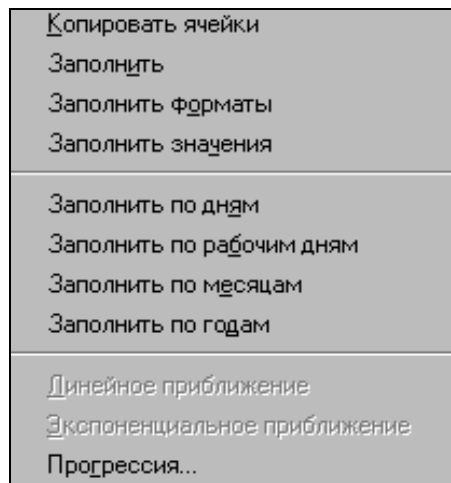 Копировать ячейки
Заполнить
Заполнить форматы
Заполнить значения
Заполнить по дням
Заполнить по рабочим дням
Заполнить по месяцам
Заполнить по годам
Линейное приближение
Экспоненциальное приближение
Прогрессия...